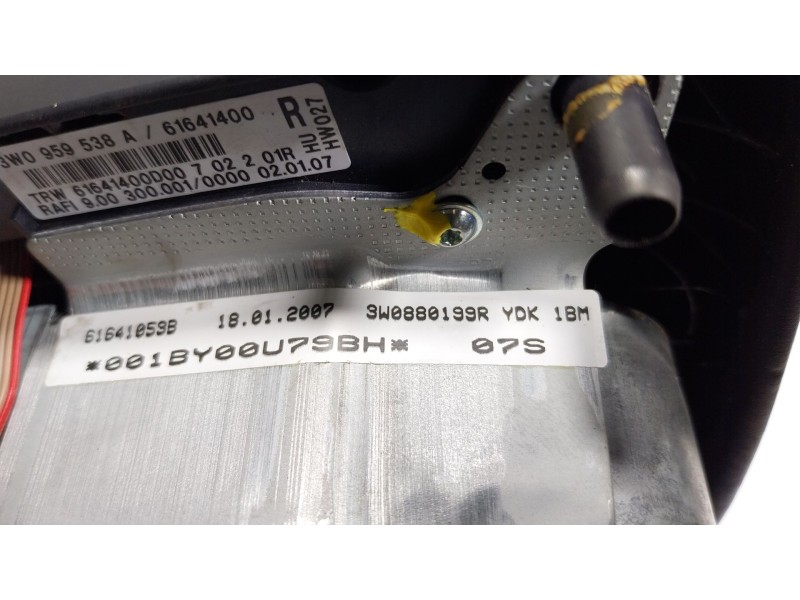 3W0 959 538 A / 61641400
R
HU
HW027
TRW 61641400D00 7 02 2 01R
RAFI 9.00 300.001/0000 02.01.07
61641059B 18.01.2007 3W0880199R YDK 1BM
*001BY00U79BH* 07S